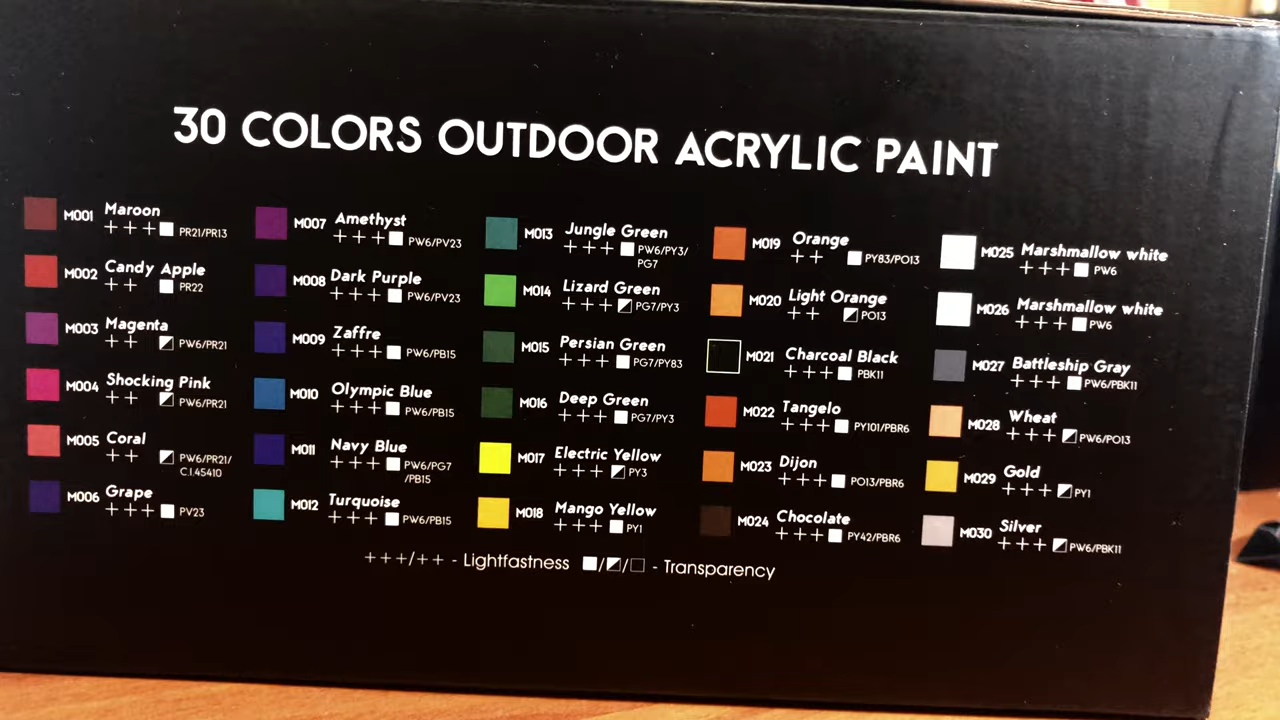 30 COLORS OUTDOOR ACRYLIC PAINT
M001 Maroon
+++ PR21/PR13
M002 Candy Apple
++ PR22
M003 Magenta
++ PW6/PR21
M004 Shocking Pink
++ PW6/PR21
M005 Coral
++ PW6/PR21/
C.I.45410
M006 Grape
+++ PV23
M007 Amethyst
+++ PW6/PV23
M008 Dark Purple
+++ PW6/PV23
M009 Zaffre
+++ PW6/PB15
M010 Olympic Blue
+++ PW6/PB15
M011 Navy Blue
+++ PW6/PG7
/PB15
M012 Turquoise
+++ PW6/PB15
M013 Jungle Green
+++ PW6/PY3/
PG7
M014 Lizard Green
+++ PG7/PY3
M015 Persian Green
+++ PG7/PY83
M016 Deep Green
+++ PG7/PY3
M017 Electric Yellow
+++ PY3
M018 Mango Yellow
+++ PY1
M019 Orange
++ PY83/PO13
M020 Light Orange
++ PO13
M021 Charcoal Black
+++ PBK11
M022 Tangelo
+++ PY101/PBR6
M023 Dijon
+++ PO13/PBR6
M024 Chocolate
+++ PY42/PBR6
M025 Marshmallow white
+++ PW6
M026 Marshmallow white
+++ PW6
M027 Battleship Gray
+++ PW6/PBK11
M028 Wheat
+++ PW6/PO13
M029 Gold
+++ PY1
M030 Silver
+++ PW6/PBK11
+++/++ - Lightfastness ■/◪/□ - Transparency